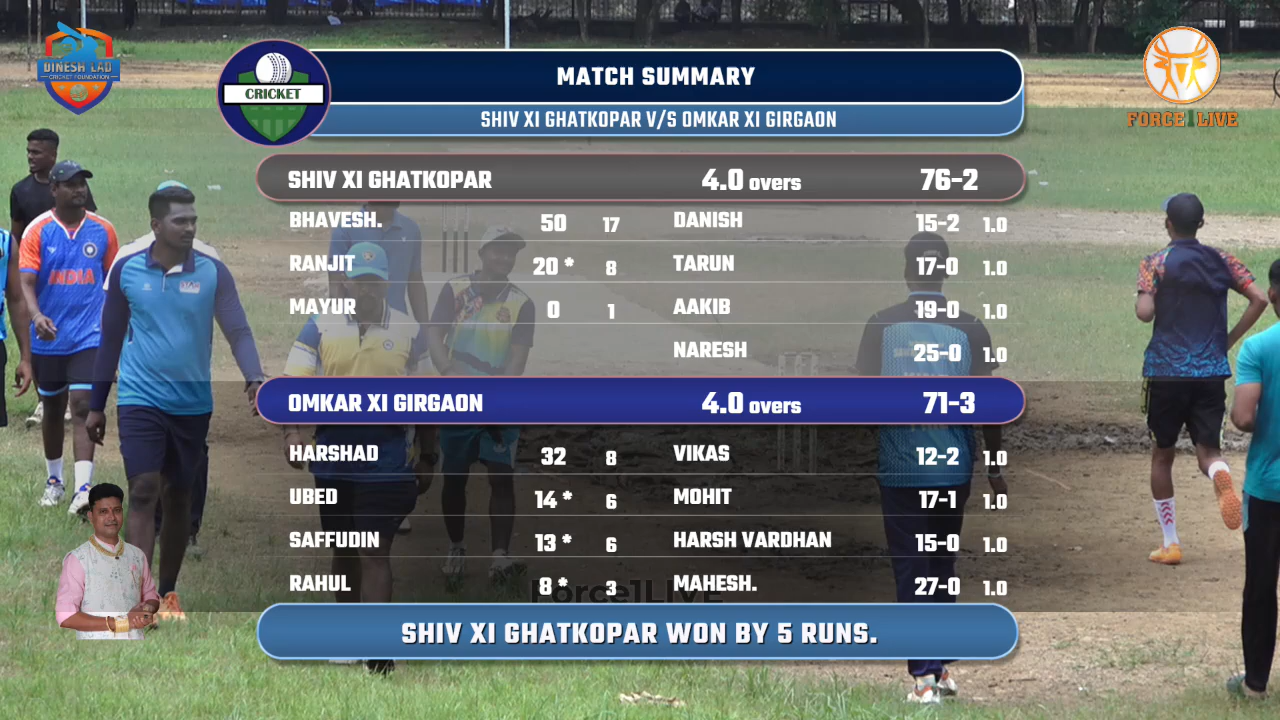 DINESH LAD
CRICKET FOUNDATION
CRICKET
MATCH SUMMARY
SHIV XI GHATKOPAR V/S OMKAR XI GIRGAON
FORCE1LIVE
SHIV XI GHATKOPAR 4.0 overs 76-2
BHAVESH. 50 17 DANISH 15-2 1.0
RANJIT 20 * 8 TARUN 17-0 1.0
MAYUR 0 1 AAKIB 19-0 1.0
NARESH 25-0 1.0
INDIA
OMKAR XI GIRGAON 4.0 overs 71-3
HARSHAD 32 8 VIKAS 12-2 1.0
UBED 14 * 6 MOHIT 17-1 1.0
SAFFUDIN 13 * 6 HARSH VARDHAN 15-0 1.0
RAHUL 8 * 3 MAHESH. 27-0 1.0
Force1LIVE
SHIV XI GHATKOPAR WON BY 5 RUNS.